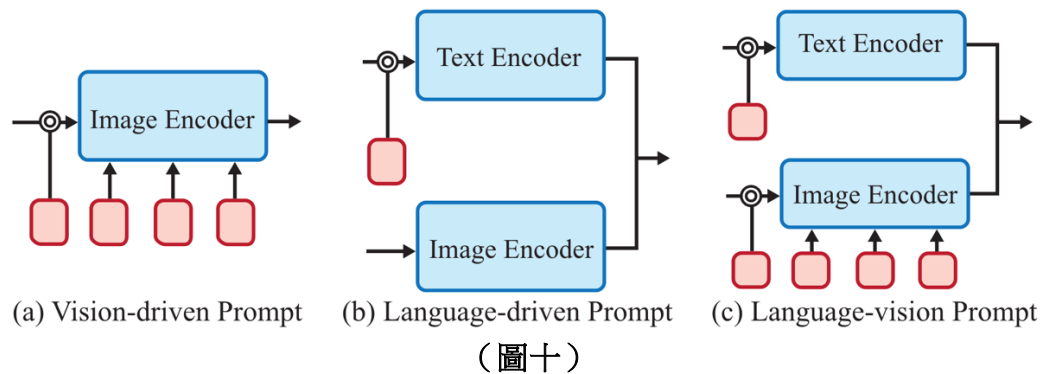 Image Encoder
(a) Vision-driven Prompt
Text Encoder
Image Encoder
(b) Language-driven Prompt
Text Encoder
Image Encoder
(c) Language-vision Prompt
（圖十）